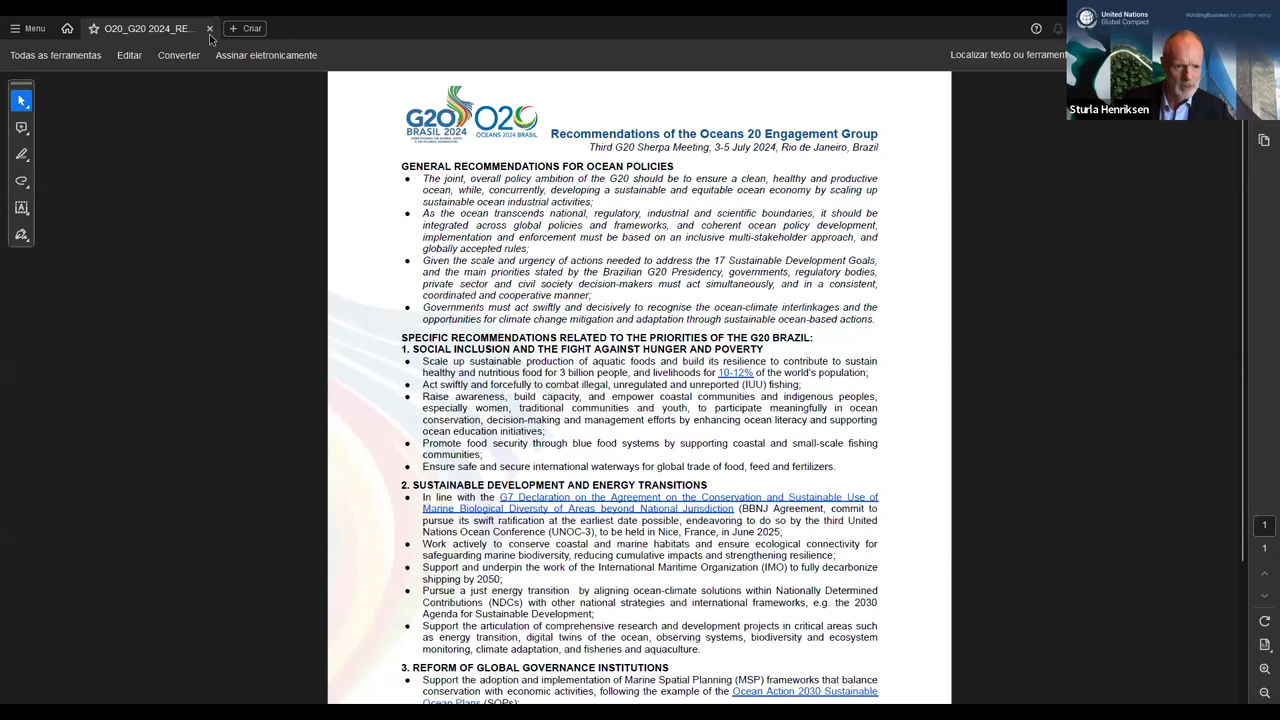 Menu
O20_G20 2024_RE...
Criar
Todas as ferramentas
Editar
Converter
Assinar eletronicamente
Localizar texto ou ferrament
United Nations
Global Compact
#UnitingBusiness for a better world
Sturla Henriksen
G20
BRASIL 2024
O20
OCEANS 2024 BRASIL
Recommendations of the Oceans 20 Engagement Group
Third G20 Sherpa Meeting, 3-5 July 2024, Rio de Janeiro, Brazil
GENERAL RECOMMENDATIONS FOR OCEAN POLICIES
● The joint, overall policy ambition of the G20 should be to ensure a clean, healthy and productive
ocean, while, concurrently, developing a sustainable and equitable ocean economy by scaling up
sustainable ocean industrial activities;
● As the ocean transcends national, regulatory, industrial and scientific boundaries, it should be
integrated across global policies and frameworks, and coherent ocean policy development,
implementation and enforcement must be based on an inclusive multi-stakeholder approach, and
globally accepted rules;
● Given the scale and urgency of actions needed to address the 17 Sustainable Development Goals,
and the main priorities stated by the Brazilian G20 Presidency, governments, regulatory bodies,
private sector and civil society decision-makers must act simultaneously, and in a consistent,
coordinated and cooperative manner;
● Governments must act swiftly and decisively to recognise the ocean-climate interlinkages and the
opportunities for climate change mitigation and adaptation through sustainable ocean-based actions.
SPECIFIC RECOMMENDATIONS RELATED TO THE PRIORITIES OF THE G20 BRAZIL:
1. SOCIAL INCLUSION AND THE FIGHT AGAINST HUNGER AND POVERTY
● Scale up sustainable production of aquatic foods and build its resilience to contribute to sustain
healthy and nutritious food for 3 billion people, and livelihoods for 10-12% of the world's population;
● Act swiftly and forcefully to combat illegal, unregulated and unreported (IUU) fishing;
● Raise awareness, build capacity, and empower coastal communities and indigenous peoples,
especially women, traditional communities and youth, to participate meaningfully in ocean
conservation, decision-making and management efforts by enhancing ocean literacy and supporting
ocean education initiatives;
● Promote food security through blue food systems by supporting coastal and small-scale fishing
communities;
● Ensure safe and secure international waterways for global trade of food, feed and fertilizers.
2. SUSTAINABLE DEVELOPMENT AND ENERGY TRANSITIONS
● In line with the G7 Declaration on the Agreement on the Conservation and Sustainable Use of
Marine Biological Diversity of Areas beyond National Jurisdiction (BBNJ Agreement, commit to
pursue its swift ratification at the earliest date possible, endeavoring to do so by the third United
Nations Ocean Conference (UNOC-3), to be held in Nice, France, in June 2025;
● Work actively to conserve coastal and marine habitats and ensure ecological connectivity for
safeguarding marine biodiversity, reducing cumulative impacts and strengthening resilience;
● Support and underpin the work of the International Maritime Organization (IMO) to fully decarbonize
shipping by 2050;
● Pursue a just energy transition by aligning ocean-climate solutions within Nationally Determined
Contributions (NDCs) with other national strategies and international frameworks, e.g. the 2030
Agenda for Sustainable Development;
● Support the articulation of comprehensive research and development projects in critical areas such
as energy transition, digital twins of the ocean, observing systems, biodiversity and ecosystem
monitoring, climate adaptation, and fisheries and aquaculture.
3. REFORM OF GLOBAL GOVERNANCE INSTITUTIONS
● Support the adoption and implementation of Marine Spatial Planning (MSP) frameworks that balance
conservation with economic activities, following the example of the Ocean Action 2030 Sustainable
Ocean Plans (SOPs);
1
1